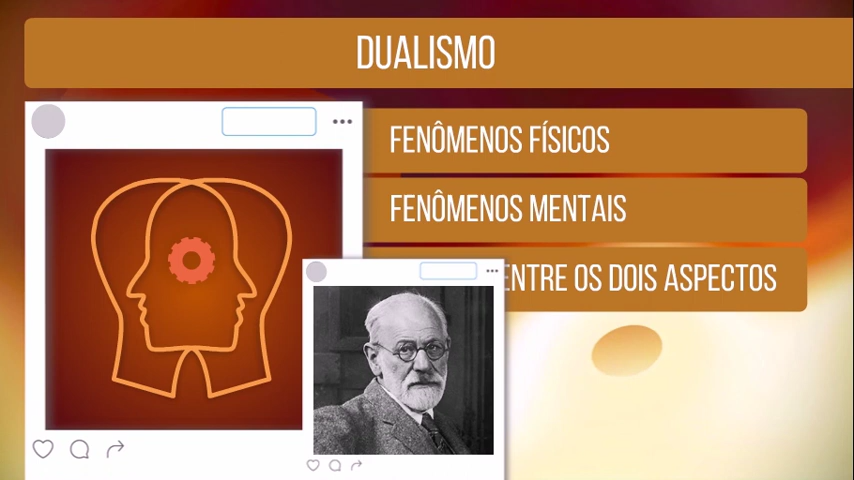 DUALISMO
FENÔMENOS FÍSICOS
FENÔMENOS MENTAIS
ENTRE OS DOIS ASPECTOS